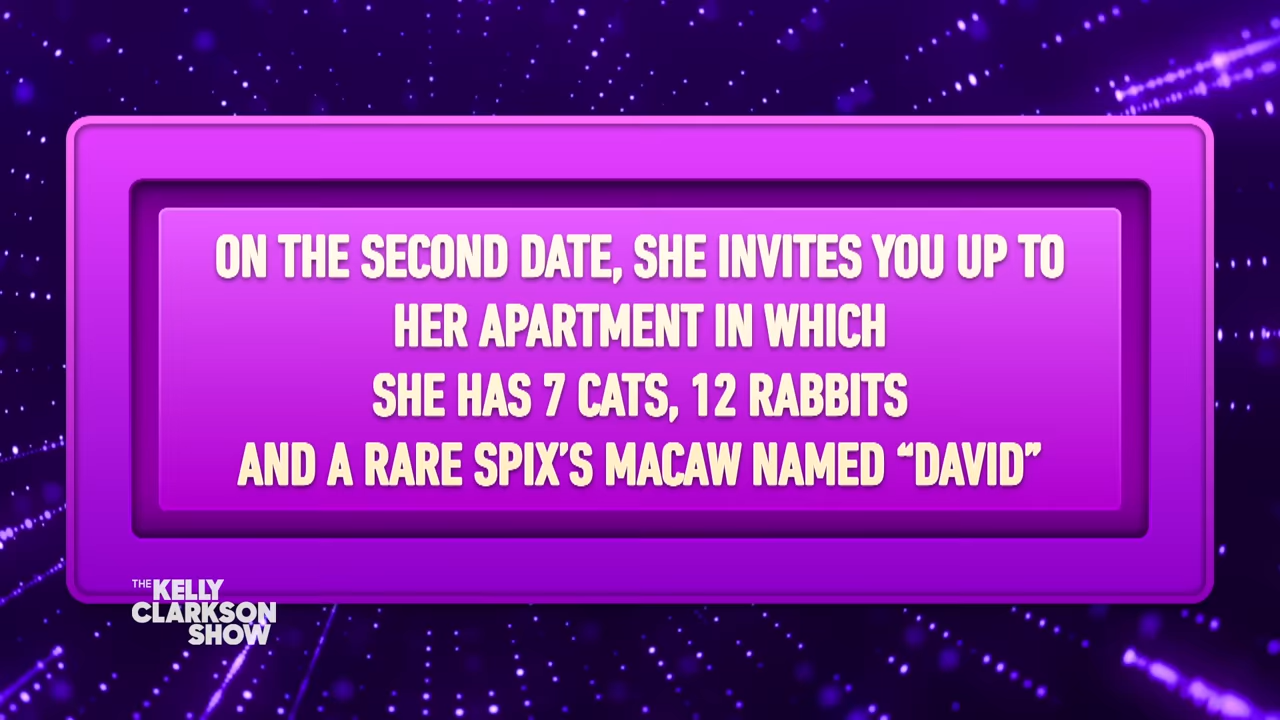 ON THE SECOND DATE, SHE INVITES YOU UP TO
HER APARTMENT IN WHICH
SHE HAS 7 CATS, 12 RABBITS
AND A RARE SPIX’S MACAW NAMED “DAVID”
THE KELLY
CLARKSON
SHOW